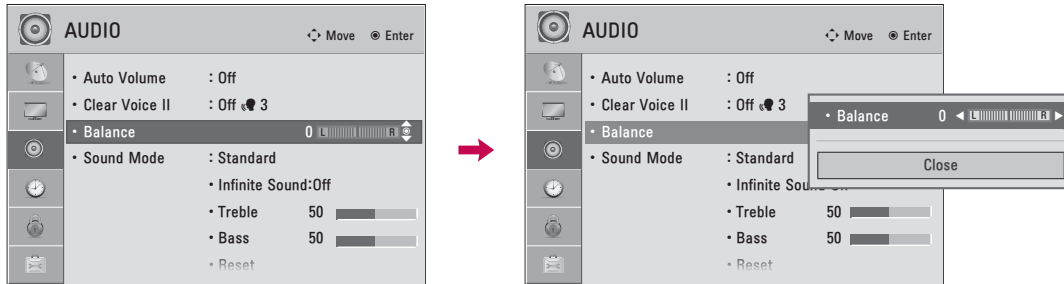 AUDIO
Move
Enter
• Auto Volume : Off
• Clear Voice II : Off 3
• Balance 0 L R
• Sound Mode : Standard
• Infinite Sound:Off
• Treble 50
• Bass 50
• Reset
AUDIO
Move
Enter
• Auto Volume : Off
• Clear Voice II : Off 3
• Balance
• Sound Mode : Standard
• Infinite
• Treble 50
• Bass 50
• Reset
• Balance 0 L R
Close